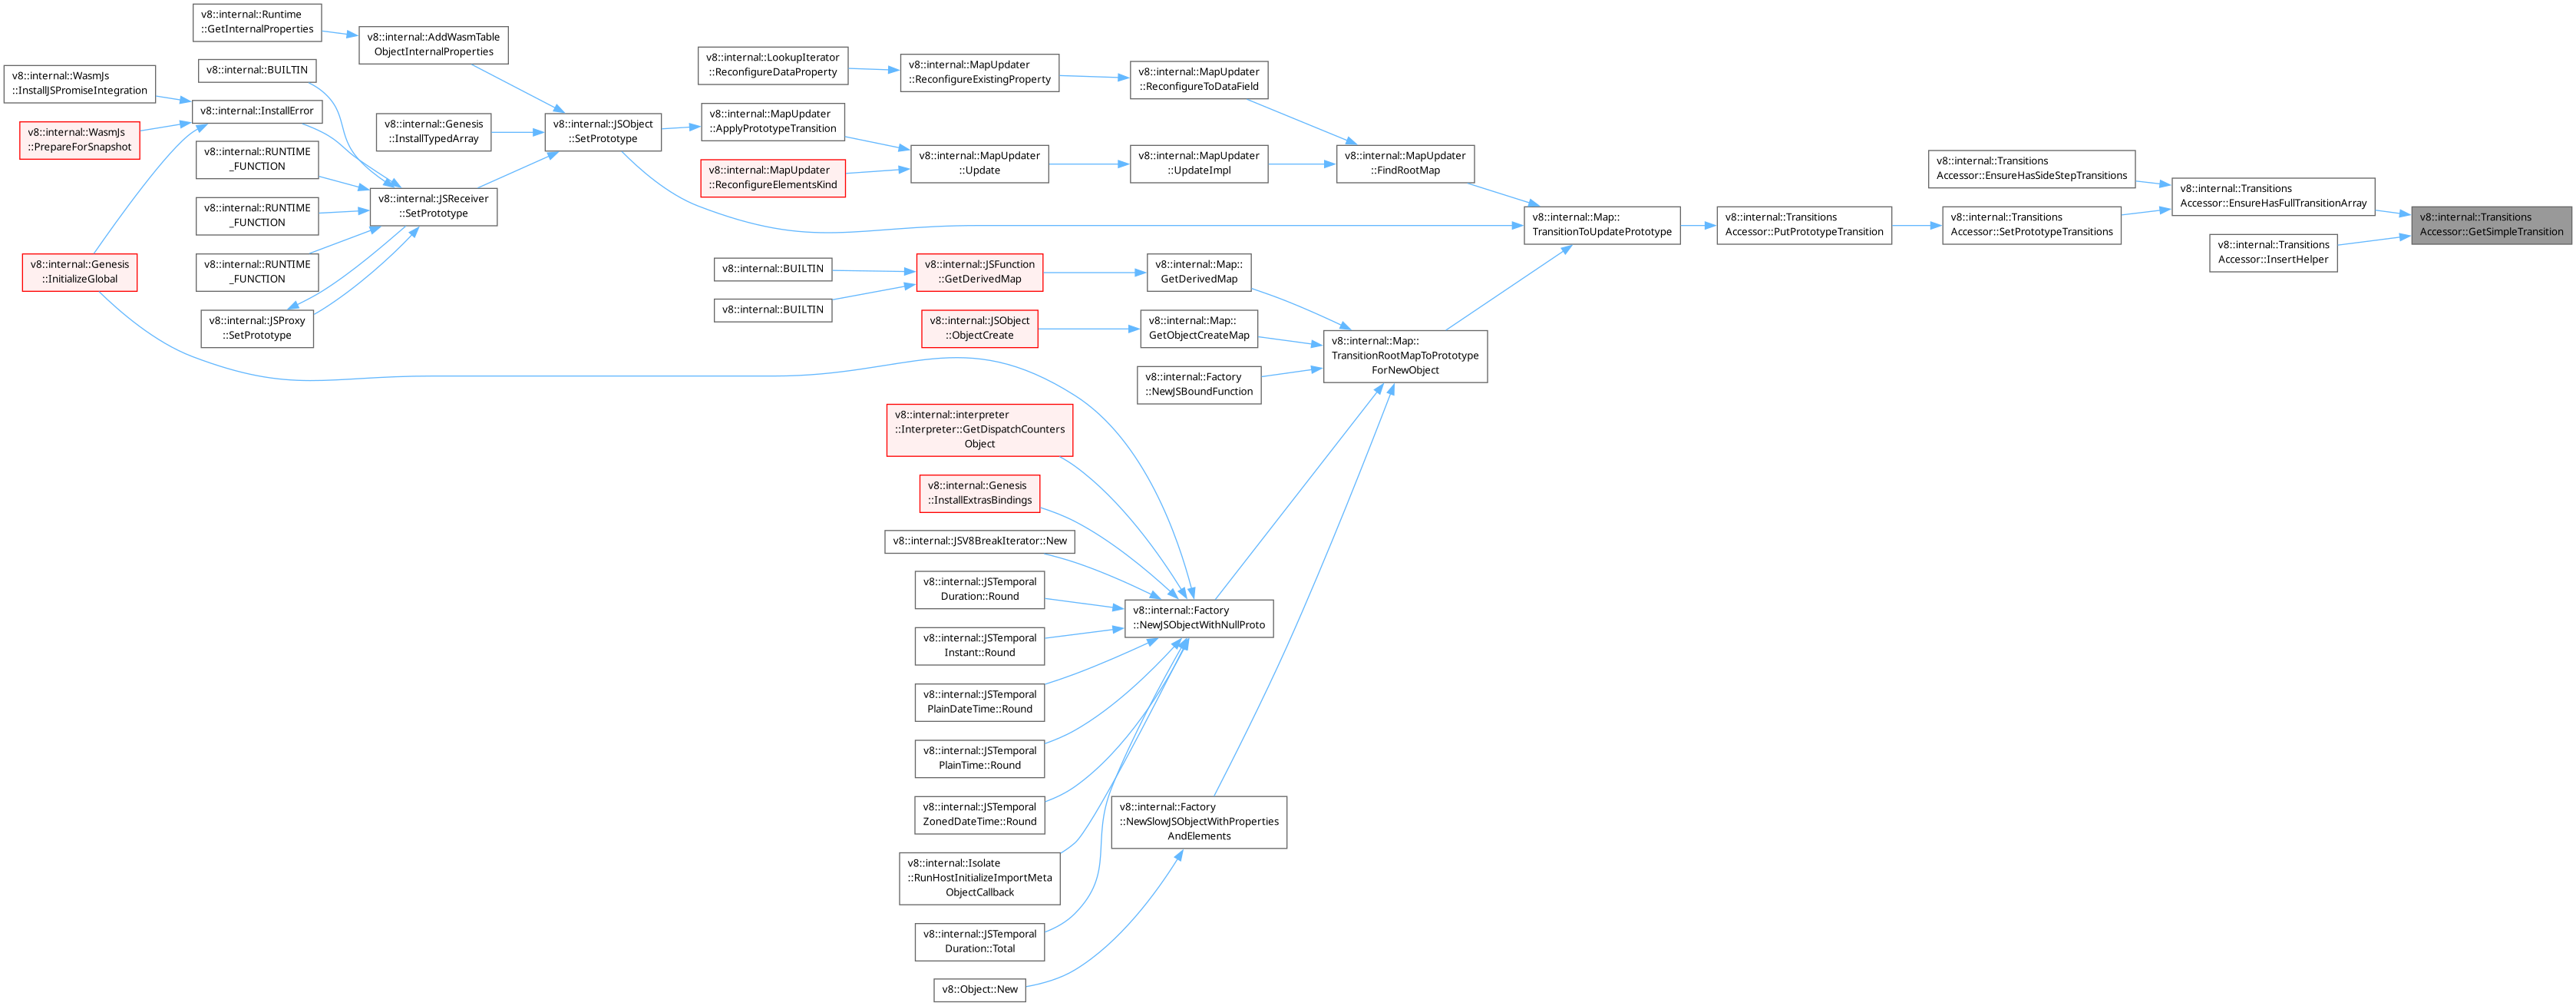 v8::internal::Runtime
::GetInternalProperties
v8::internal::AddWasmTable
ObjectInternalProperties
v8::internal::WasmJs
::InstallJSPromiseIntegration
v8::internal::BUILTIN
v8::internal::InstallError
v8::internal::WasmJs
::PrepareForSnapshot
v8::internal::RUNTIME
_FUNCTION
v8::internal::RUNTIME
_FUNCTION
v8::internal::RUNTIME
_FUNCTION
v8::internal::Genesis
::InitializeGlobal
v8::internal::JSProxy
::SetPrototype
v8::internal::Genesis
::InstallTypedArray
v8::internal::JSReceiver
::SetPrototype
v8::internal::JSObject
::SetPrototype
v8::internal::LookupIterator
::ReconfigureDataProperty
v8::internal::MapUpdater
::ReconfigureExistingProperty
v8::internal::MapUpdater
::ReconfigureToDataField
v8::internal::MapUpdater
::ApplyPrototypeTransition
v8::internal::MapUpdater
::ReconfigureElementsKind
v8::internal::MapUpdater
::Update
v8::internal::MapUpdater
::UpdateImpl
v8::internal::MapUpdater
::FindRootMap
v8::internal::Map::
TransitionToUpdatePrototype
v8::internal::Transitions
Accessor::PutPrototypeTransition
v8::internal::Transitions
Accessor::EnsureHasSideStepTransitions
v8::internal::Transitions
Accessor::SetPrototypeTransitions
v8::internal::Transitions
Accessor::EnsureHasFullTransitionArray
v8::internal::Transitions
Accessor::InsertHelper
v8::internal::Transitions
Accessor::GetSimpleTransition
v8::internal::BUILTIN
v8::internal::BUILTIN
v8::internal::JSFunction
::GetDerivedMap
v8::internal::Map::
GetDerivedMap
v8::internal::JSObject
::ObjectCreate
v8::internal::Map::
GetObjectCreateMap
v8::internal::Factory
::NewJSBoundFunction
v8::internal::Map::
TransitionRootMapToPrototype
ForNewObject
v8::internal::interpreter
::Interpreter::GetDispatchCounters
Object
v8::internal::Genesis
::InstallExtrasBindings
v8::internal::JSV8BreakIterator::New
v8::internal::JSTemporal
Duration::Round
v8::internal::JSTemporal
Instant::Round
v8::internal::JSTemporal
PlainDateTime::Round
v8::internal::JSTemporal
PlainTime::Round
v8::internal::JSTemporal
ZonedDateTime::Round
v8::internal::Isolate
::RunHostInitializeImportMeta
ObjectCallback
v8::internal::JSTemporal
Duration::Total
v8::Object::New
v8::internal::Factory
::NewJSObjectWithNullProto
v8::internal::Factory
::NewSlowJSObjectWithProperties
AndElements